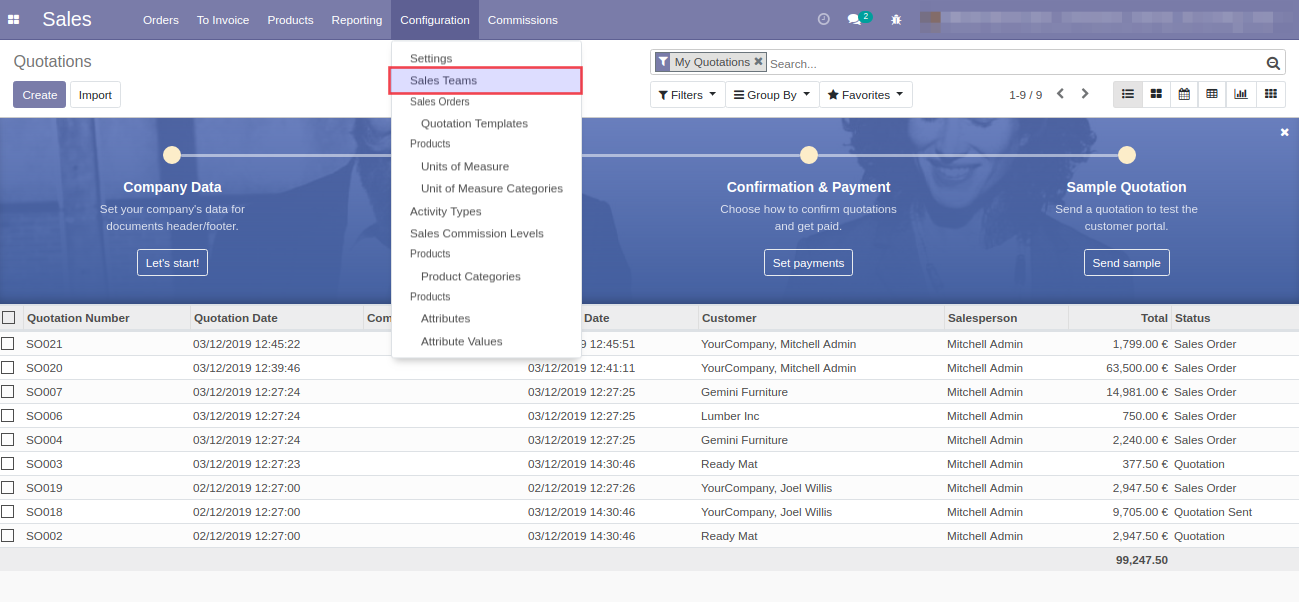 Sales Orders To Invoice Products Reporting Configuration Commissions 2
Quotations
My Quotations Search...
Create Import
Filters Group By Favorites 1-9 / 9
Settings
Sales Teams
Sales Orders
Quotation Templates
Products
Units of Measure
Unit of Measure Categories
Activity Types
Sales Commission Levels
Products
Product Categories
Products
Attributes
Attribute Values
Company Data
Set your company's data for
documents header/footer.
Let's start!
Confirmation & Payment
Choose how to confirm quotations
and get paid.
Set payments
Sample Quotation
Send a quotation to test the
customer portal.
Send sample
Quotation Number Quotation Date Com Date Customer Salesperson Total Status
SO021 03/12/2019 12:45:22 9 12:45:51 YourCompany, Mitchell Admin Mitchell Admin 1,799.00 € Sales Order
SO020 03/12/2019 12:39:46 03/12/2019 12:41:11 YourCompany, Mitchell Admin Mitchell Admin 63,500.00 € Sales Order
SO007 03/12/2019 12:27:24 03/12/2019 12:27:25 Gemini Furniture Mitchell Admin 14,981.00 € Sales Order
SO006 03/12/2019 12:27:24 03/12/2019 12:27:25 Lumber Inc Mitchell Admin 750.00 € Sales Order
SO004 03/12/2019 12:27:24 03/12/2019 12:27:25 Gemini Furniture Mitchell Admin 2,240.00 € Sales Order
SO003 03/12/2019 12:27:23 03/12/2019 14:30:46 Ready Mat Mitchell Admin 377.50 € Quotation
SO019 02/12/2019 12:27:00 02/12/2019 12:27:26 YourCompany, Joel Willis Mitchell Admin 2,947.50 € Sales Order
SO018 02/12/2019 12:27:00 03/12/2019 14:30:46 YourCompany, Joel Willis Mitchell Admin 9,705.00 € Quotation Sent
SO002 02/12/2019 12:27:00 03/12/2019 14:30:46 Ready Mat Mitchell Admin 2,947.50 € Quotation
99,247.50